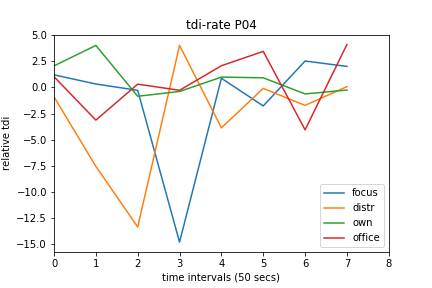 tdi-rate P04
relative tdi
5.0
2.5
0.0
−2.5
−5.0
−7.5
−10.0
−12.5
−15.0
focus
distr
own
office
0 1 2 3 4 5 6 7 8
time intervals (50 secs)